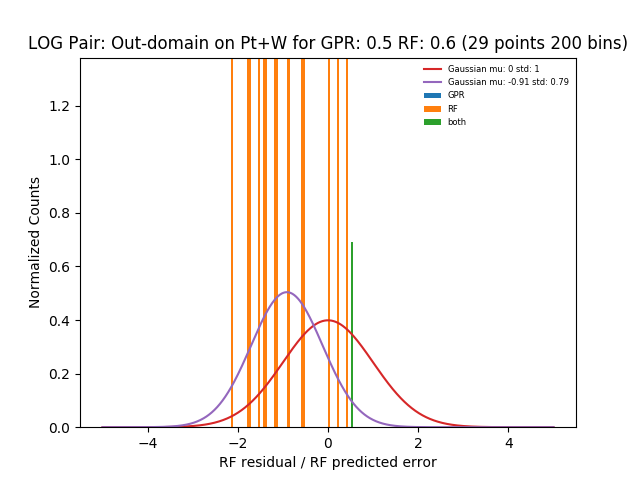 LOG Pair: Out-domain on Pt+W for GPR: 0.5 RF: 0.6 (29 points 200 bins)
Gaussian mu: 0 std: 1
Gaussian mu: -0.91 std: 0.79
GPR
RF
both
Normalized Counts
1.2
1.0
0.8
0.6
0.4
0.2
0.0
−4 −2 0 2 4
RF residual / RF predicted error